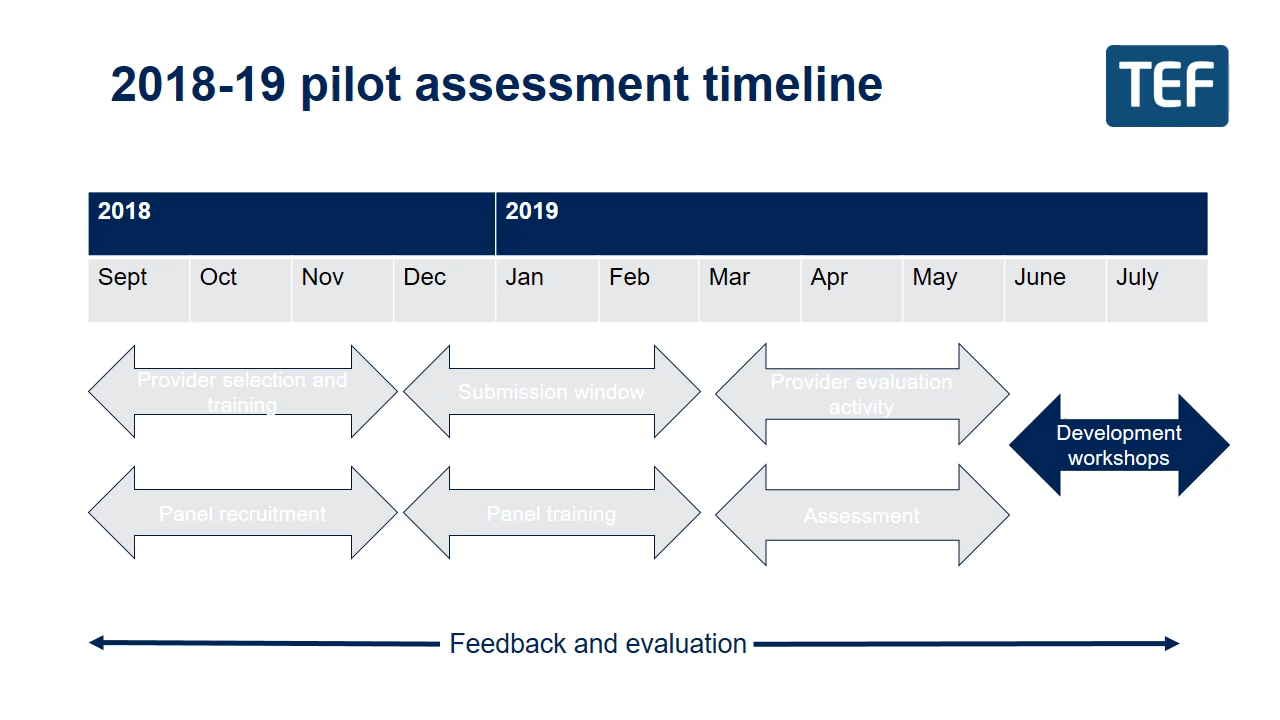 2018-19 pilot assessment timeline
TEF
2018 2019
Sept Oct Nov Dec Jan Feb Mar Apr May June July
Provider selection and
training
Submission window
Provider evaluation
activity
Development
workshops
Panel recruitment
Panel training
Assessment
Feedback and evaluation